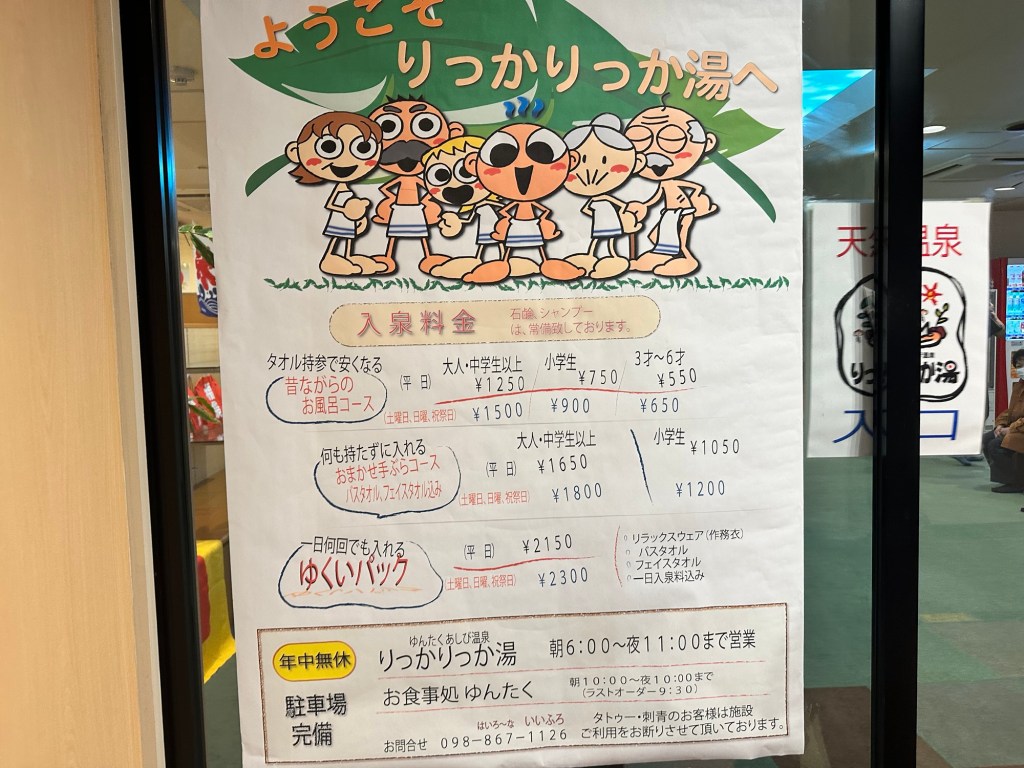 ようこそ
りっかりっか湯へ
入泉料金
石鹸、シャンプー
は、常備致しております。
タオル持参で安くなる
昔ながらの
お風呂コース
大人・中学生以上 小学生 3才〜6才
(平 日) ¥1250 ¥750 ¥550
(土曜日、日曜、祝祭日) ¥1500 ¥900 ¥650
何も持たずに入れる
おまかせ手ぶらコース
バスタオル、フェイスタオル込み
大人・中学生以上 小学生
(平 日) ¥1650 ¥1050
(土曜日、日曜、祝祭日) ¥1800 ¥1200
一日何回でも入れる
ゆくいパック
(平 日) ¥2150
(土曜日、日曜、祝祭日) ¥2300
○ リラックスウェア(作務衣)
○ バスタオル
○ フェイスタオル
○ 一日入泉料込み
年中無休
駐車場
完備
ゆんたくあしび温泉
りっかりっか湯 朝6:00〜夜11:00まで営業
お食事処 ゆんたく 朝10:00〜夜10:00まで
(ラストオーダー9:30)
はいろ〜な いいふろ
お問合せ 098-867-1126
タトゥー・刺青のお客様は施設
ご利用をお断りさせて頂いております。
天然温泉
りっかりっか湯
入口